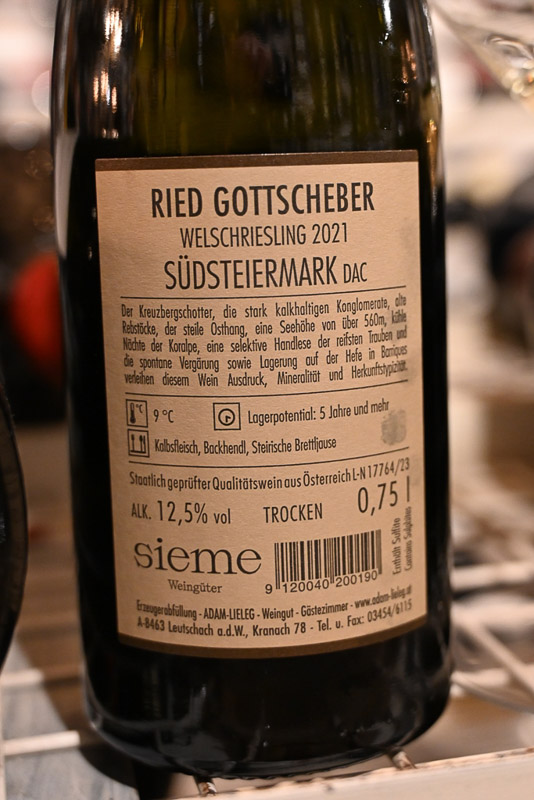 RIED GOTTSCHEBER
WELSCHRIESLING 2021
SÜDSTEIERMARK DAC
Der Kreuzbergschotter, die stark kalkhaltigen Konglomerate, alte
Rebstöcke, der steile Osthang, eine Seehöhe von über 560m, kühle
Nächte der Koralpe, eine selektive Handlese der reifsten Trauben und
die spontane Vergärung sowie Lagerung auf der Hefe in Barriques
verleihen diesem Wein Ausdruck, Mineralität und Herkunftstypizität.
9 °C Lagerpotential: 5 Jahre und mehr
Kalbsfleisch, Backhendl, Steirische Brettljause
Staatlich geprüfter Qualitätswein aus Österreich L-N 17764/23
ALK. 12,5% vol TROCKEN 0,75 l
Enthält Sulfite
Contains Sulphites
sieme
Weingüter
9 120040 200190
Erzeugerabfüllung - ADAM-LIELEG - Weingut - Gästezimmer - www.adam-lieleg.at
A-8463 Leutschach a.d.W., Kranach 78 - Tel. u. Fax: 03454/6115